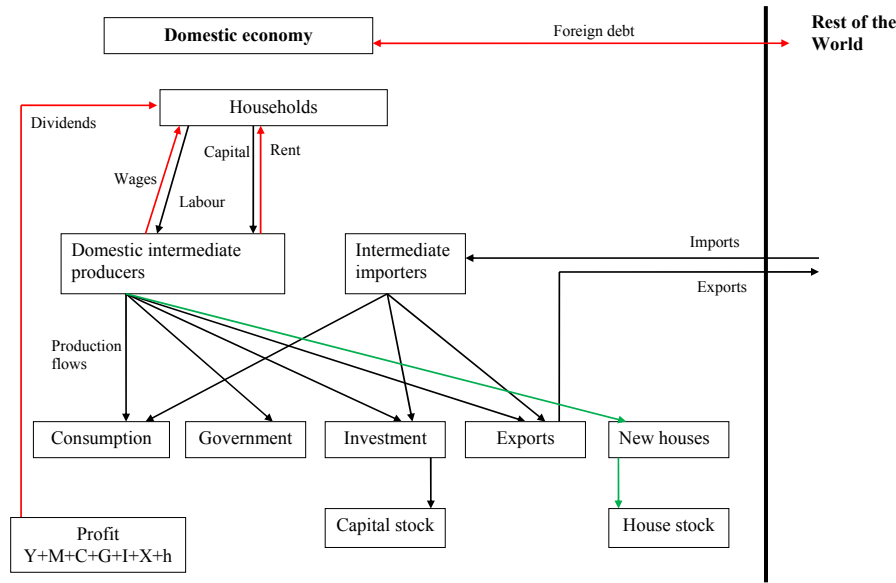 Domestic economy
Foreign debt
Rest of the
World
Households
Dividends
Capital
Rent
Wages
Labour
Domestic intermediate
producers
Intermediate
importers
Imports
Exports
Production
flows
Consumption
Government
Investment
Exports
New houses
Capital stock
House stock
Profit
Y+M+C+G+I+X+h